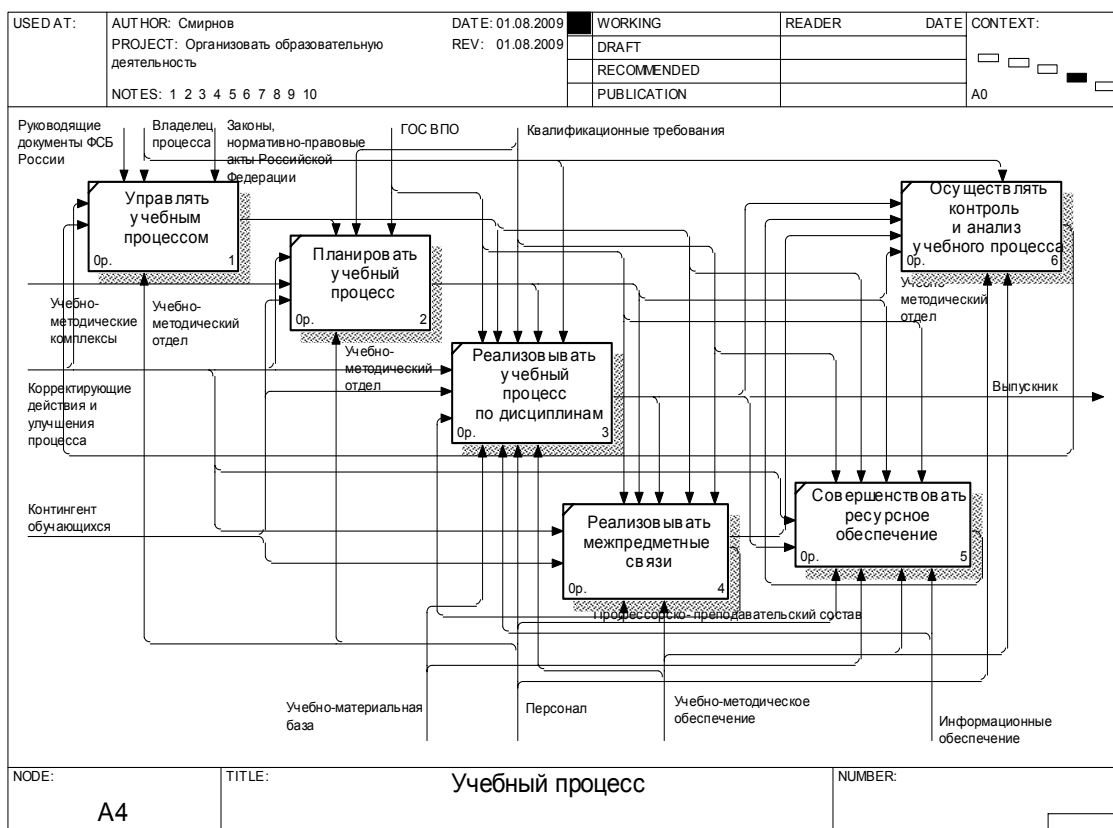 USED AT:
AUTHOR: Смирнов
DATE: 01.08.2009
PROJECT: Организовать образовательную
деятельность
REV: 01.08.2009
NOTES: 1 2 3 4 5 6 7 8 9 10
WORKING
DRAFT
RECOMMENDED
PUBLICATION
READER
DATE
CONTEXT:
A0
Руководящие
документы ФСБ
России
Владелец
процесса
Законы,
нормативно-правовые
акты Российской
Федерации
ГОС ВПО
Квалификационные требования
Управлять
учебным
процессом
0р.
1
Планировать
учебный
процесс
0р.
2
Осуществлять
контроль
и анализ
учебного процесса
0р.
6
Учебно-
методические
комплексы
Учебно-
методический
отдел
Учебно-
методический
отдел
Учебно-
методический
отдел
Реализовывать
учебный
процесс
по дисциплинам
0р.
3
Корректирующие
действия и
улучшения
процесса
Выпускник
Контингент
обучающихся
Реализовывать
межпредметные
связи
0р.
4
Совершенствовать
ресурсное
обеспечение
0р.
5
Профессорско- преподавательский состав
Учебно-материальная
база
Персонал
Учебно-методическое
обеспечение
Информационные
обеспечение
NODE:
A4
TITLE:
Учебный процесс
NUMBER: